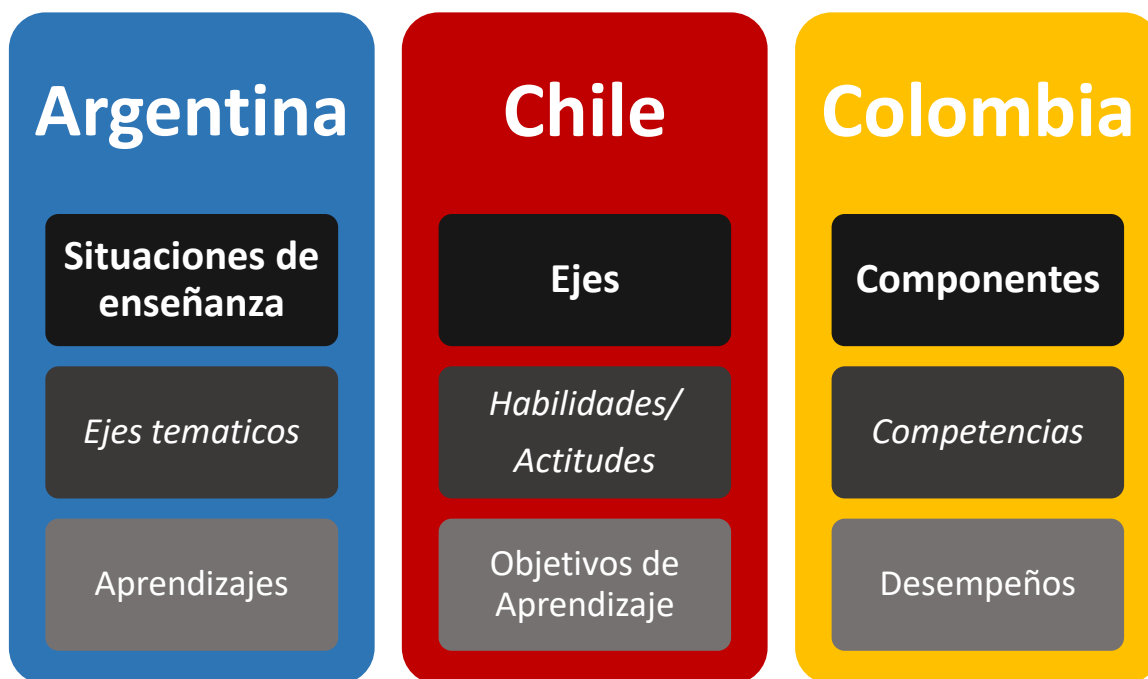 Argentina
Situaciones de
enseñanza
Ejes tematicos
Aprendizajes
Chile
Ejes
Habilidades/
Actitudes
Objetivos de
Aprendizaje
Colombia
Componentes
Competencias
Desempeños